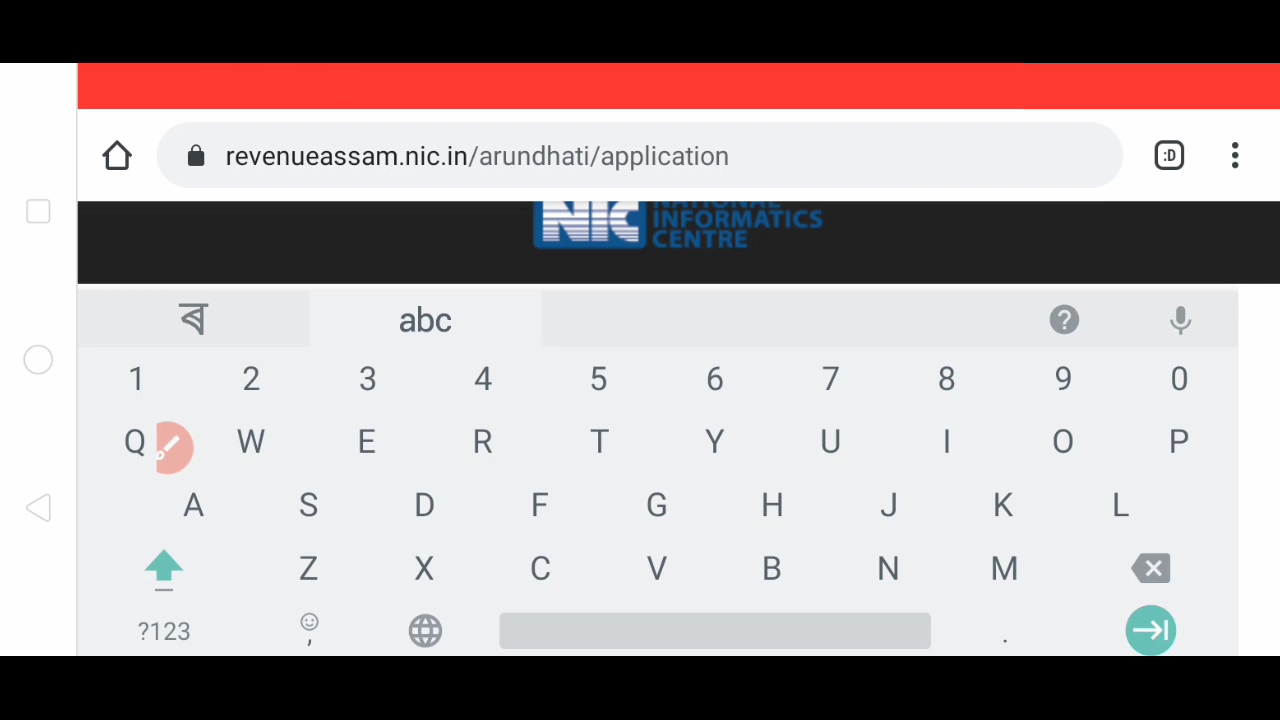 revenueassam.nic.in/arundhati/application
:D
NIC NATIONAL
INFORMATICS
CENTRE
ৰ abc ?
1 2 3 4 5 6 7 8 9 0
Q W E R T Y U I O P
A S D F G H J K L
Z X C V B N M
?123 , .